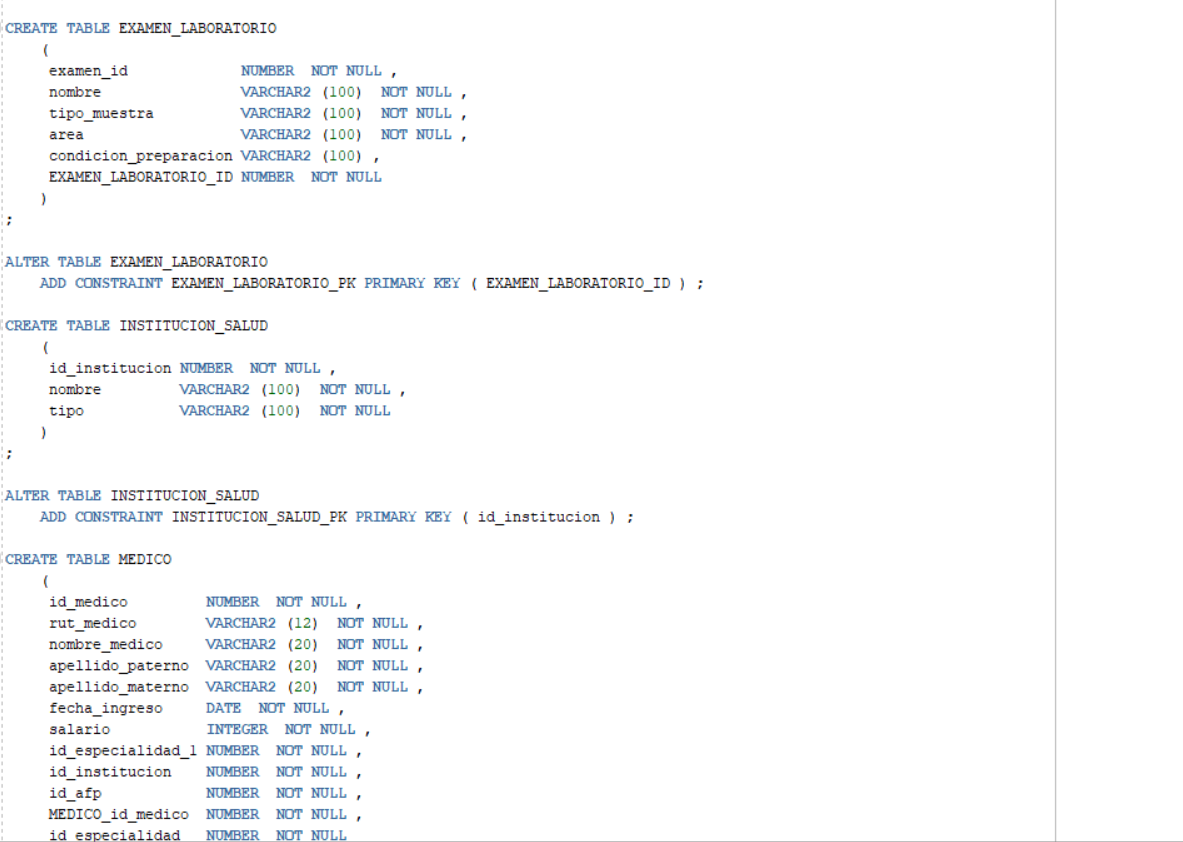 CREATE TABLE EXAMEN_LABORATORIO
(
examen_id NUMBER NOT NULL ,
nombre VARCHAR2 (100) NOT NULL ,
tipo_muestra VARCHAR2 (100) NOT NULL ,
area VARCHAR2 (100) NOT NULL ,
condicion_preparacion VARCHAR2 (100) ,
EXAMEN_LABORATORIO_ID NUMBER NOT NULL
)
;
ALTER TABLE EXAMEN_LABORATORIO
ADD CONSTRAINT EXAMEN_LABORATORIO_PK PRIMARY KEY ( EXAMEN_LABORATORIO_ID ) ;
CREATE TABLE INSTITUCION_SALUD
(
id_institucion NUMBER NOT NULL ,
nombre VARCHAR2 (100) NOT NULL ,
tipo VARCHAR2 (100) NOT NULL
)
;
ALTER TABLE INSTITUCION_SALUD
ADD CONSTRAINT INSTITUCION_SALUD_PK PRIMARY KEY ( id_institucion ) ;
CREATE TABLE MEDICO
(
id_medico NUMBER NOT NULL ,
rut_medico VARCHAR2 (12) NOT NULL ,
nombre_medico VARCHAR2 (20) NOT NULL ,
apellido_paterno VARCHAR2 (20) NOT NULL ,
apellido_materno VARCHAR2 (20) NOT NULL ,
fecha_ingreso DATE NOT NULL ,
salario INTEGER NOT NULL ,
id_especialidad_1 NUMBER NOT NULL ,
id_institucion NUMBER NOT NULL ,
id_afp NUMBER NOT NULL ,
MEDICO_id_medico NUMBER NOT NULL ,
id_especialidad NUMBER NOT NULL